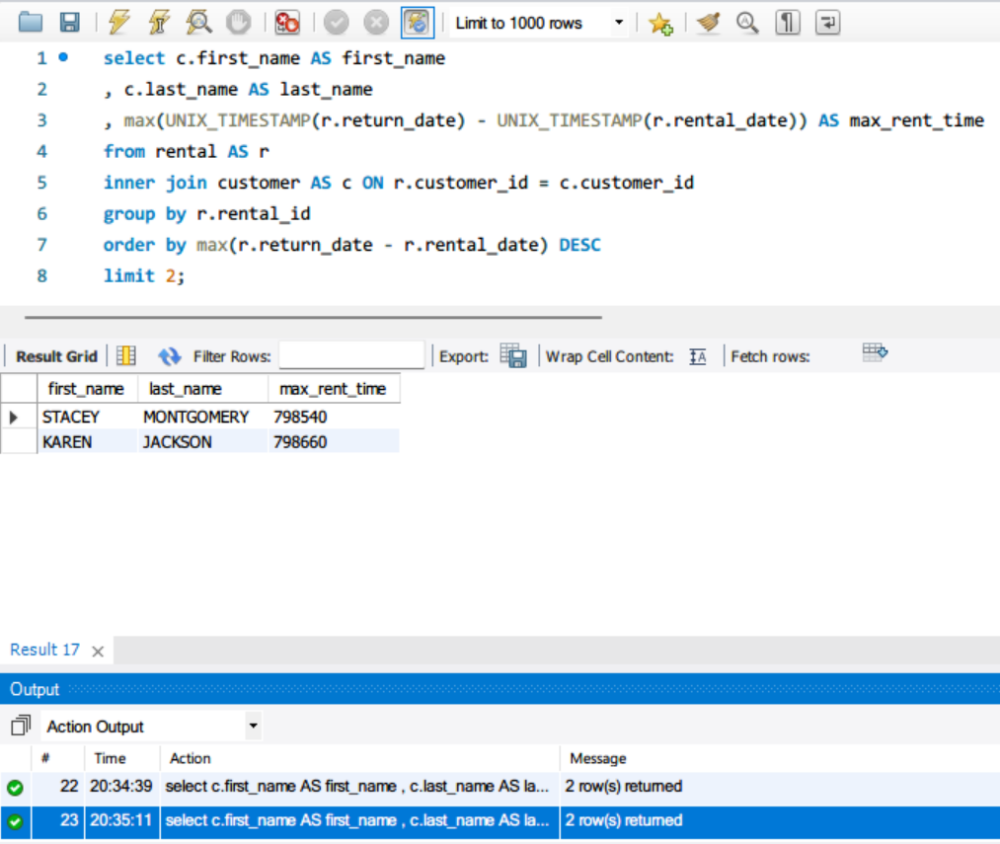 Limit to 1000 rows
1 select c.first_name AS first_name
2 , c.last_name AS last_name
3 , max(UNIX_TIMESTAMP(r.return_date) - UNIX_TIMESTAMP(r.rental_date)) AS max_rent_time
4 from rental AS r
5 inner join customer AS c ON r.customer_id = c.customer_id
6 group by r.rental_id
7 order by max(r.return_date - r.rental_date) DESC
8 limit 2;
Result Grid Filter Rows: Export: Wrap Cell Content: Fetch rows:
first_name last_name max_rent_time
STACEY MONTGOMERY 798540
KAREN JACKSON 798660
Result 17
Output
Action Output
# Time Action Message
22 20:34:39 select c.first_name AS first_name , c.last_name AS la... 2 row(s) returned
23 20:35:11 select c.first_name AS first_name , c.last_name AS la... 2 row(s) returned